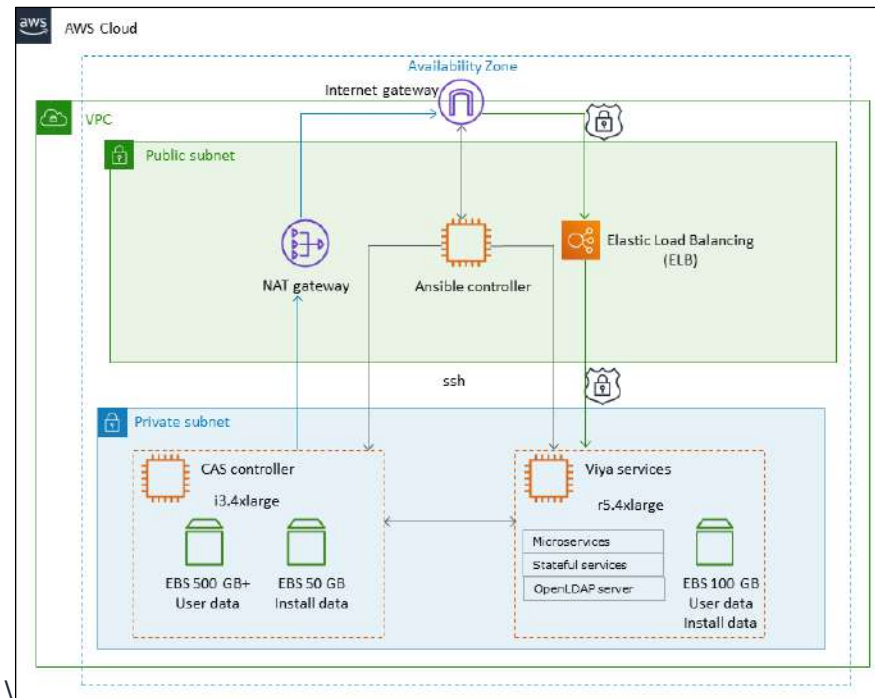 aws
AWS Cloud
Availability Zone
Internet gateway
VPC
Public subnet
NAT gateway
Ansible controller
Elastic Load Balancing
(ELB)
ssh
Private subnet
CAS controller
i3.4xlarge
EBS 500 GB+
User data
EBS 50 GB
Install data
Viya services
r5.4xlarge
Microservices
Stateful services
OpenLDAP server
EBS 100 GB
User data
Install data
\